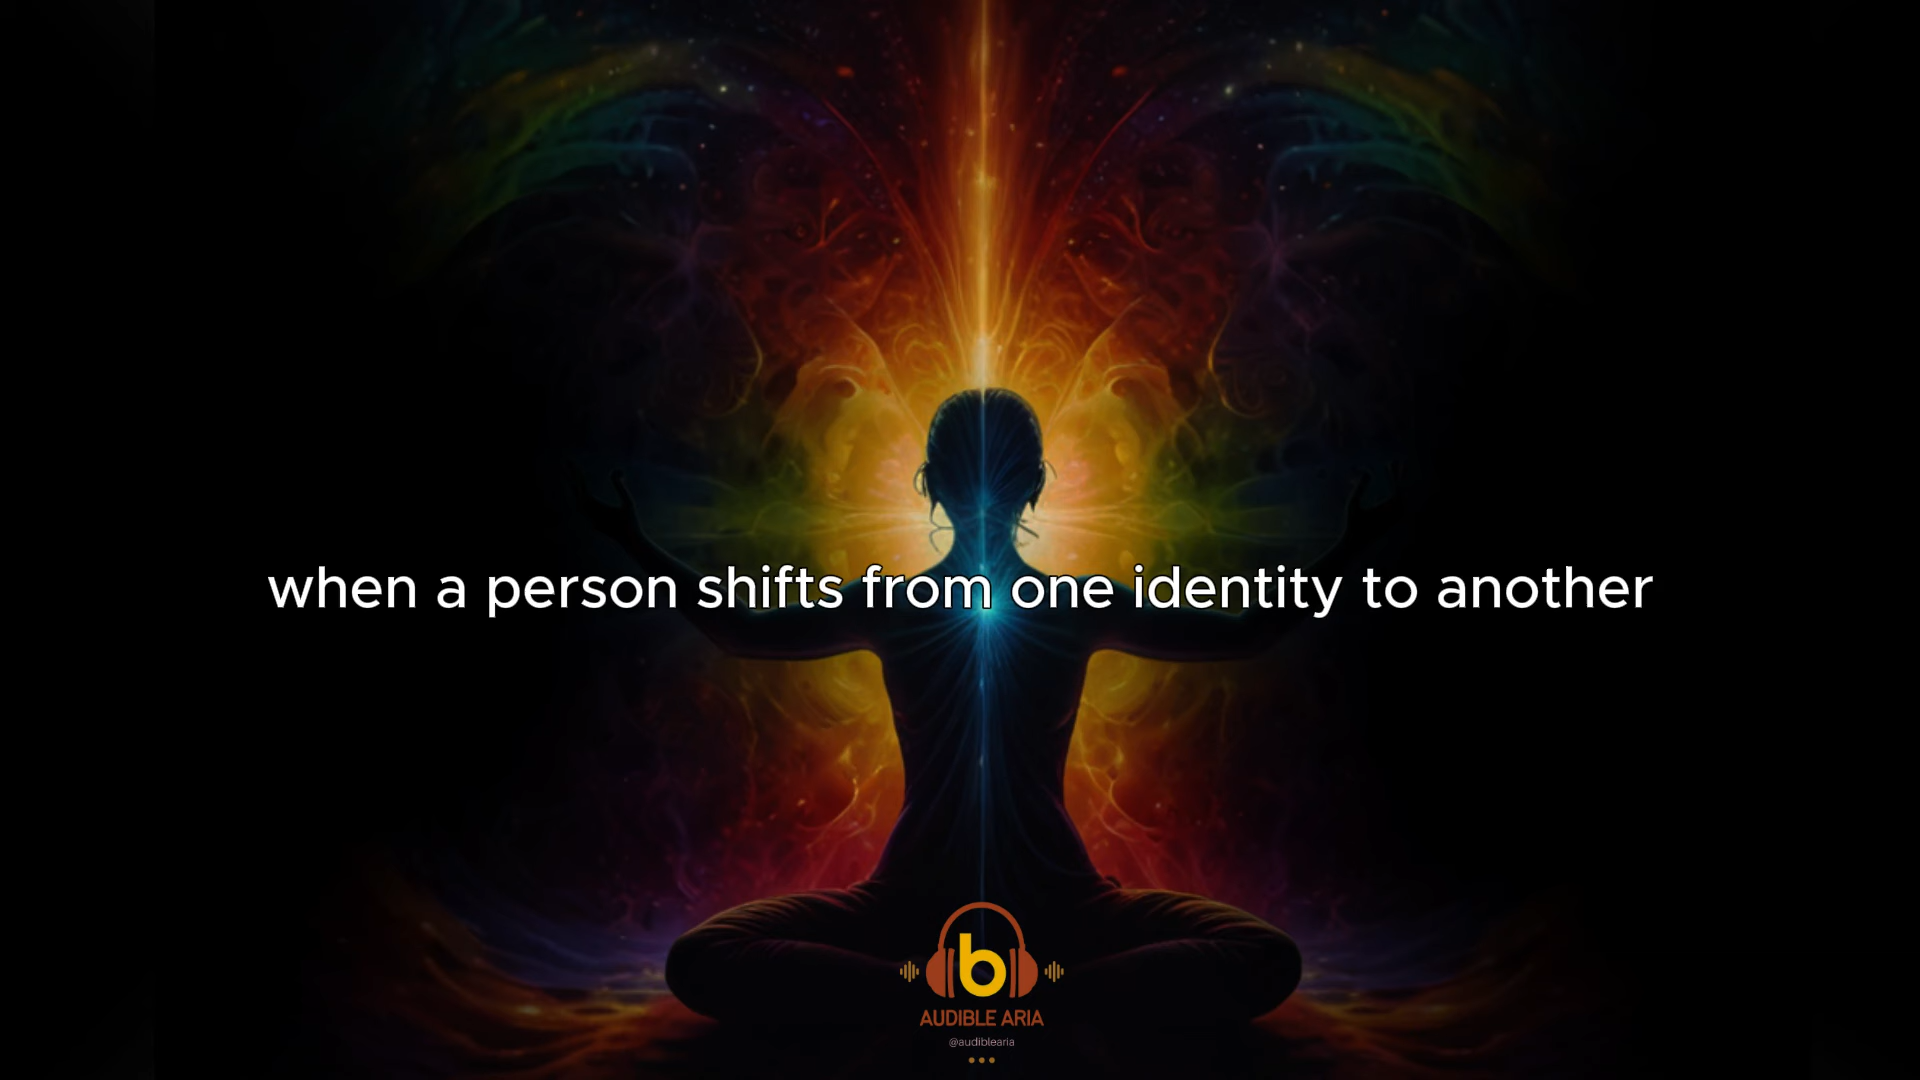 when a person shifts from one identity to another
b
AUDIBLE ARIA
@audiblearia